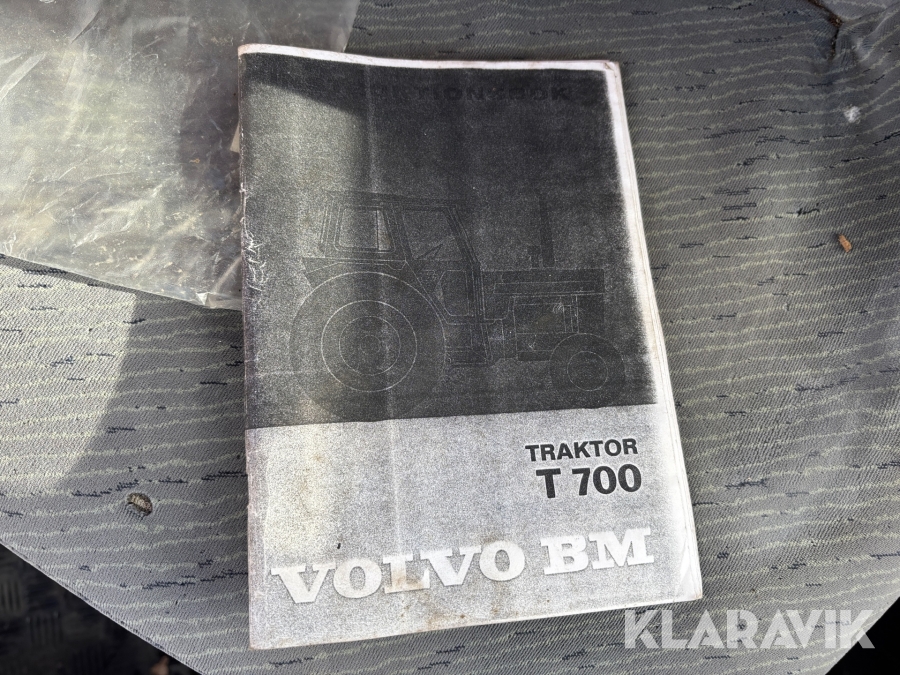 TRAKTOR
T 700
VOLVO BM
KLARAVIK